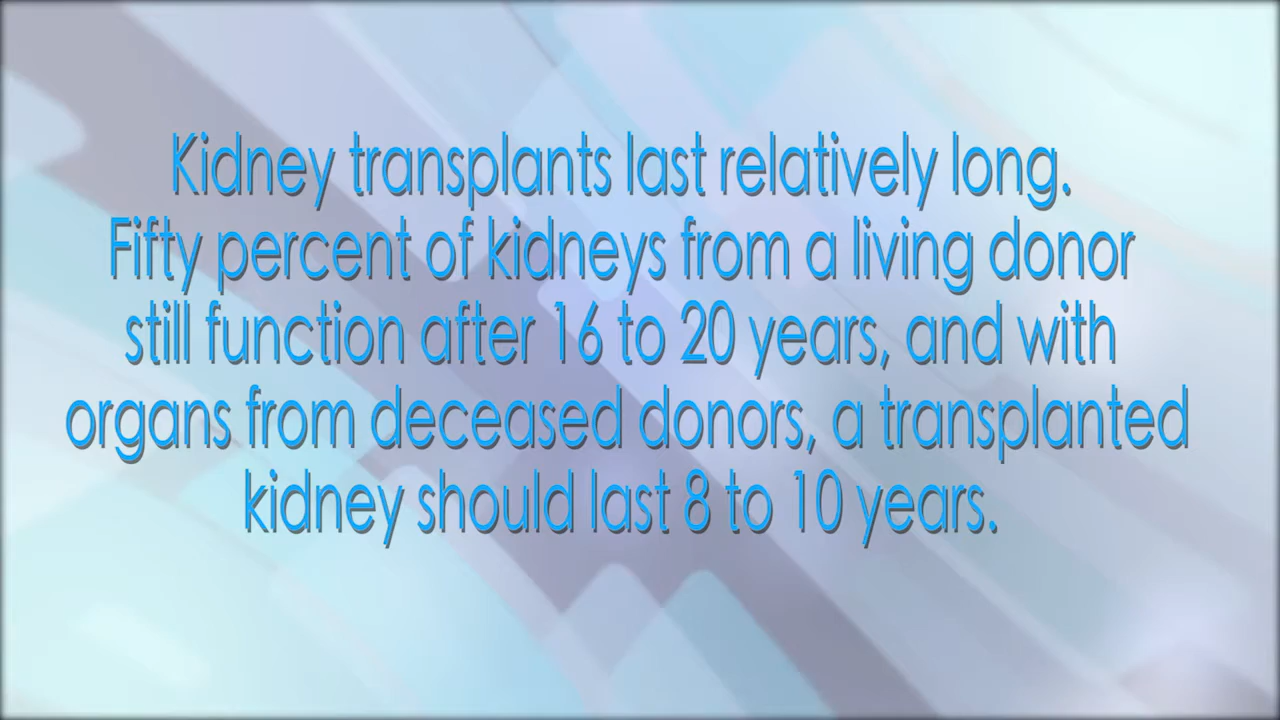 Kidney transplants last relatively long.
Fifty percent of kidneys from a living donor
still function after 16 to 20 years, and with
organs from deceased donors, a transplanted
kidney should last 8 to 10 years.